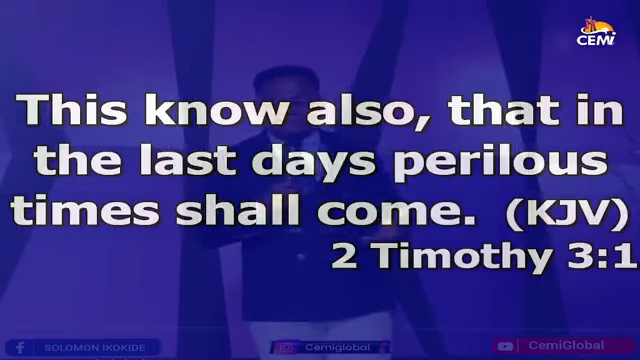 CEMi
This know also, that in
the last days perilous
times shall come. (KJV)
2 Timothy 3:1
SOLOMON IKOKIDE
Cemiglobal
CemiGlobal